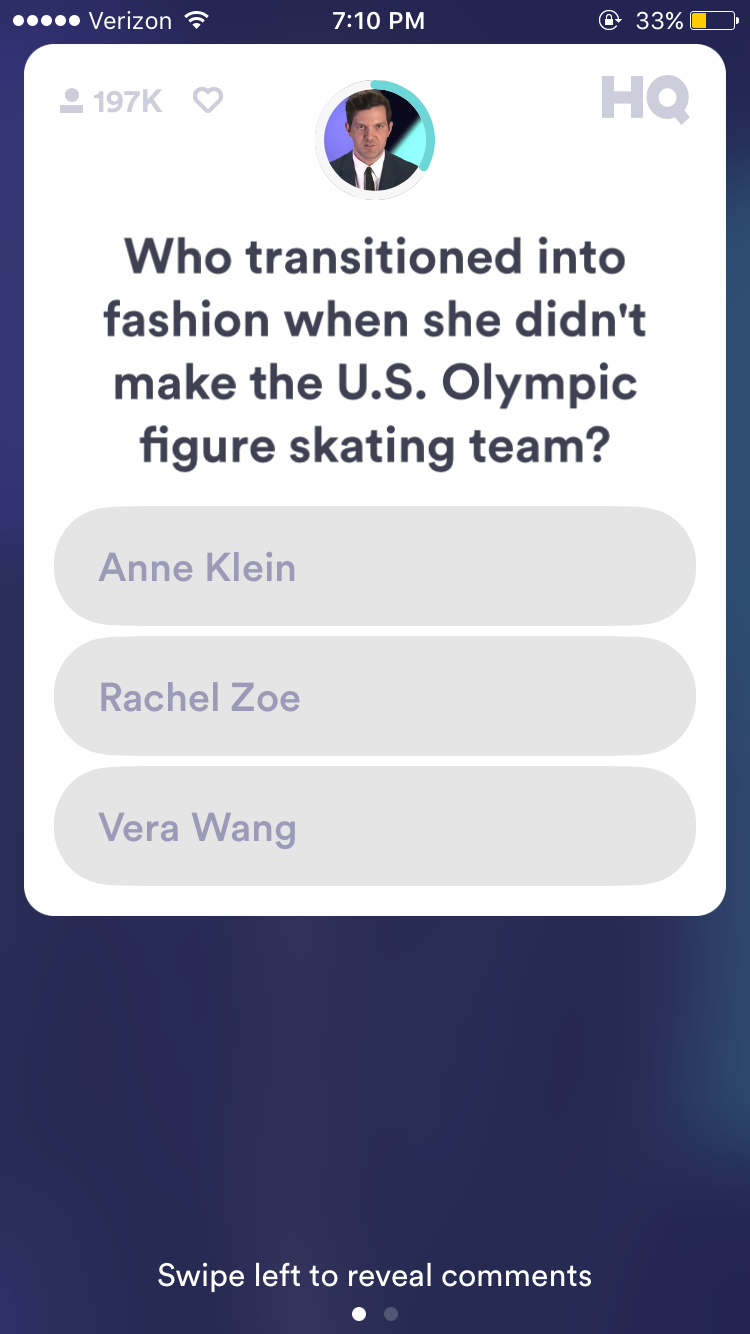 Verizon 7:10 PM 33%
197K HQ
Who transitioned into
fashion when she didn't
make the U.S. Olympic
figure skating team?
Anne Klein
Rachel Zoe
Vera Wang
Swipe left to reveal comments